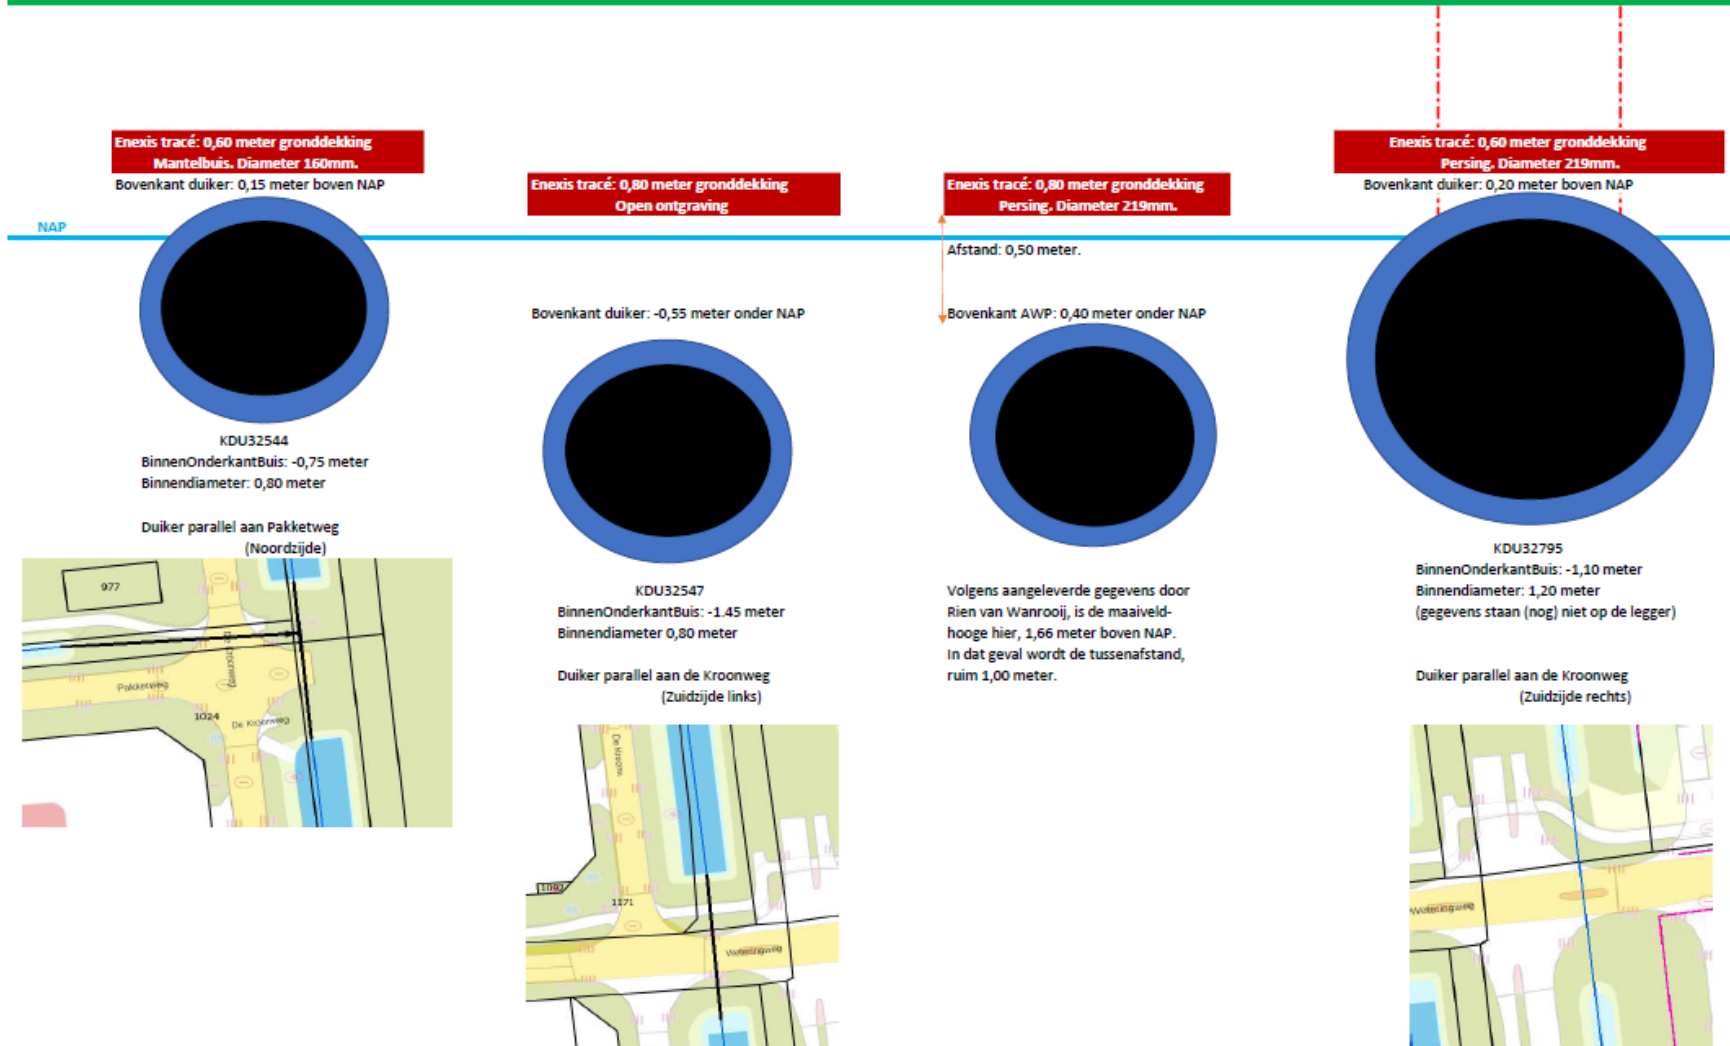 Enexis tracé: 0,60 meter gronddekking
Mantelbuis. Diameter 160mm.
Bovenkant duiker: 0,15 meter boven NAP
NAP
KDU32544
BinnenOnderkantBuis: -0,75 meter
Binnendiameter: 0,80 meter
Duiker parallel aan Pakketweg
(Noordzijde)
977
De Kroonweg
Pakketweg
1024
De Kroonweg
Enexis tracé: 0,80 meter gronddekking
Open ontgraving
Bovenkant duiker: -0,55 meter onder NAP
KDU32547
BinnenOnderkantBuis: -1.45 meter
Binnendiameter 0,80 meter
Duiker parallel aan de Kroonweg
(Zuidzijde links)
De Kroonw.
1092
1171
Weteringweg
Enexis tracé: 0,80 meter gronddekking
Persing. Diameter 219mm.
Afstand: 0,50 meter.
Bovenkant AWP: 0,40 meter onder NAP
Volgens aangeleverde gegevens door
Rien van Wanrooij, is de maaiveld-
hooge hier, 1,66 meter boven NAP.
In dat geval wordt de tussenafstand,
ruim 1,00 meter.
Enexis tracé: 0,60 meter gronddekking
Persing. Diameter 219mm.
Bovenkant duiker: 0,20 meter boven NAP
KDU32795
BinnenOnderkantBuis: -1,10 meter
Binnendiameter: 1,20 meter
(gegevens staan (nog) niet op de legger)
Duiker parallel aan de Kroonweg
(Zuidzijde rechts)
Weteringweg